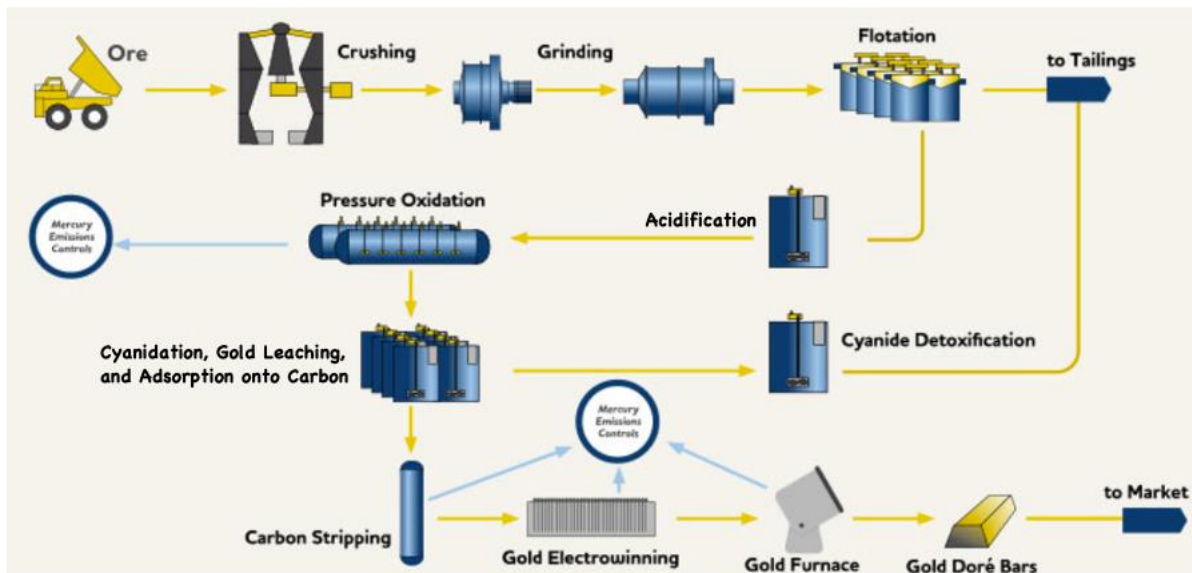 Ore
Crushing
Grinding
Flotation
to Tailings
Pressure Oxidation
Acidification
Mercury
Emissions
Controls
Cyanidation, Gold Leaching,
and Adsorption onto Carbon
Cyanide Detoxification
Mercury
Emissions
Controls
Carbon Stripping
Gold Electrowinning
Gold Furnace
Gold Doré Bars
to Market